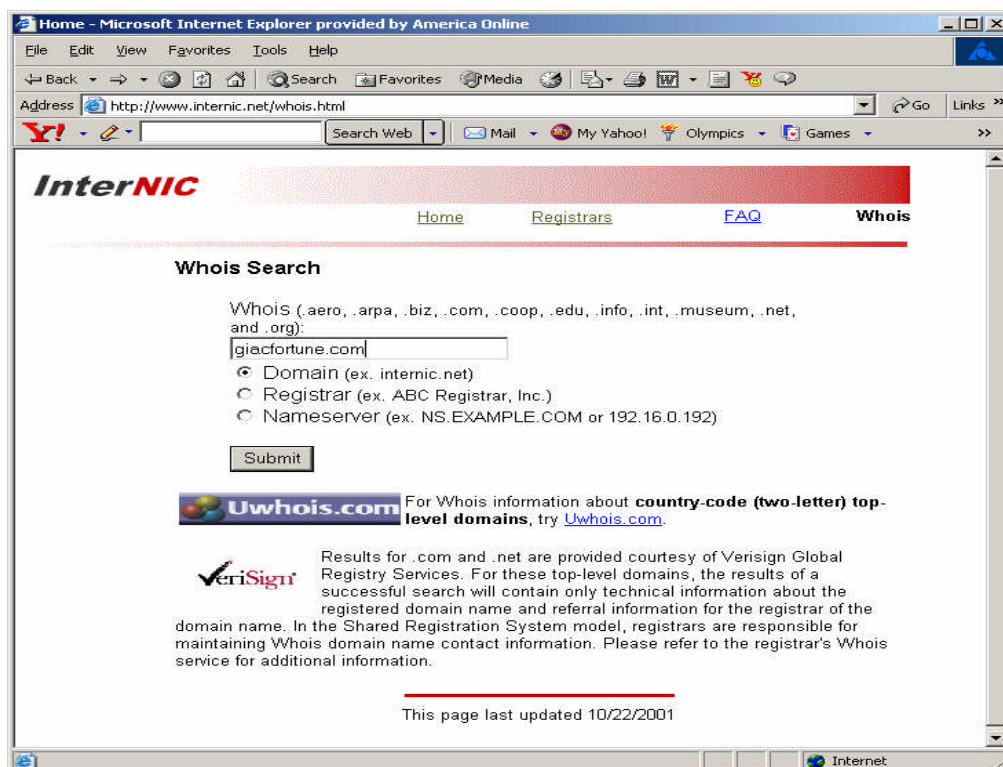 Home - Microsoft Internet Explorer provided by America Online
File Edit View Favorites Tools Help
Back Search Favorites Media
Address http://www.internic.net/whois.html Go Links »
Y! Search Web Mail My Yahoo! Olympics Games »
InterNIC
Home Registrars FAQ Whois
Whois Search
Whois (.aero, .arpa, .biz, .com, .coop, .edu, .info, .int, .museum, .net,
and .org):
giacfortune.com
Domain (ex. internic.net)
Registrar (ex. ABC Registrar, Inc.)
Nameserver (ex. NS.EXAMPLE.COM or 192.16.0.192)
Submit
Uwhois.com
For Whois information about country-code (two-letter) top-
level domains, try Uwhois.com.
VeriSign
Results for .com and .net are provided courtesy of Verisign Global
Registry Services. For these top-level domains, the results of a
successful search will contain only technical information about the
registered domain name and referral information for the registrar of the
domain name. In the Shared Registration System model, registrars are responsible for
maintaining Whois domain name contact information. Please refer to the registrar's Whois
service for additional information.
This page last updated 10/22/2001
Internet